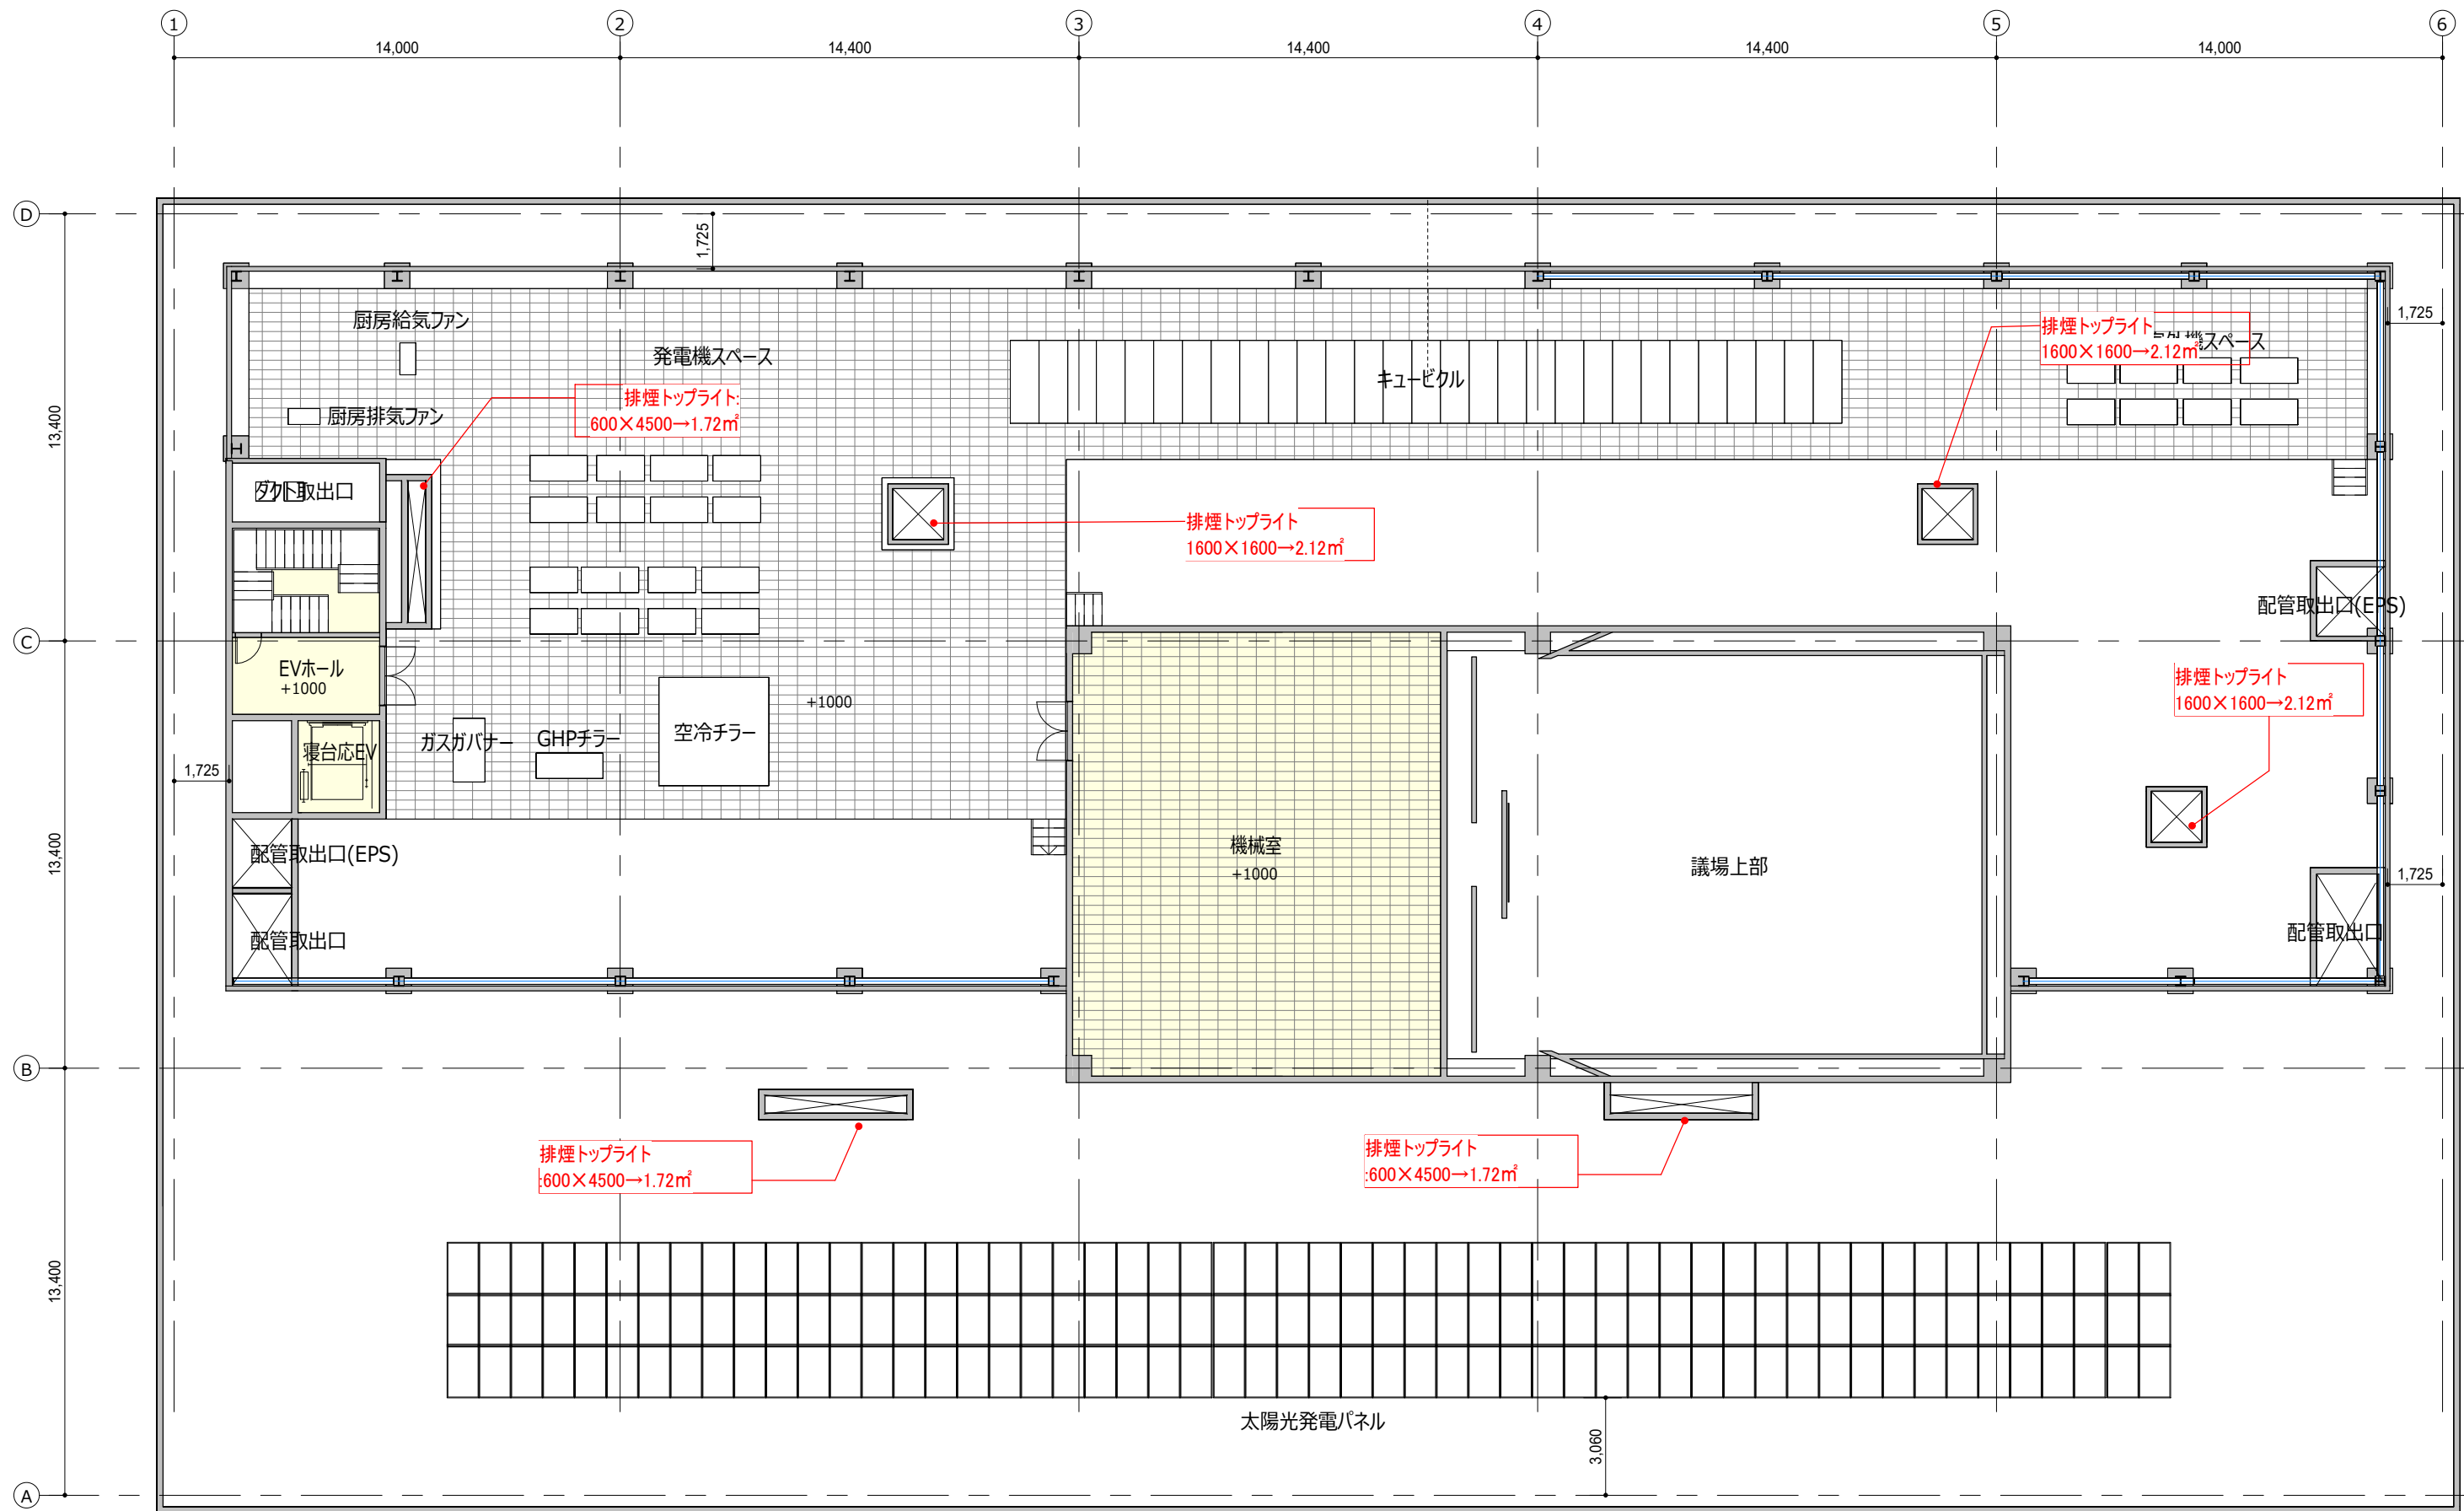 1
2
3
4
5
6
14,000
14,400
14,400
14,400
14,000
D
C
B
A
13,400
13,400
13,400
1,725
1,725
1,725
1,725
3,060
厨房給気ファン
発電機スペース
キュービクル
排煙トップライト
1600×1600→2.12㎡
スペース
排煙トップライト:
600×4500→1.72㎡
厨房排気ファン
ダクト取出口
排煙トップライト
1600×1600→2.12㎡
配管取出口(EPS)
EVホール
+1000
排煙トップライト
1600×1600→2.12㎡
+1000
ガスガバナー
GHPチラー
空冷チラー
寝台応EV
機械室
+1000
議場上部
配管取出口(EPS)
配管取出口
配管取出口
排煙トップライト
:600×4500→1.72㎡
排煙トップライト
:600×4500→1.72㎡
太陽光発電パネル